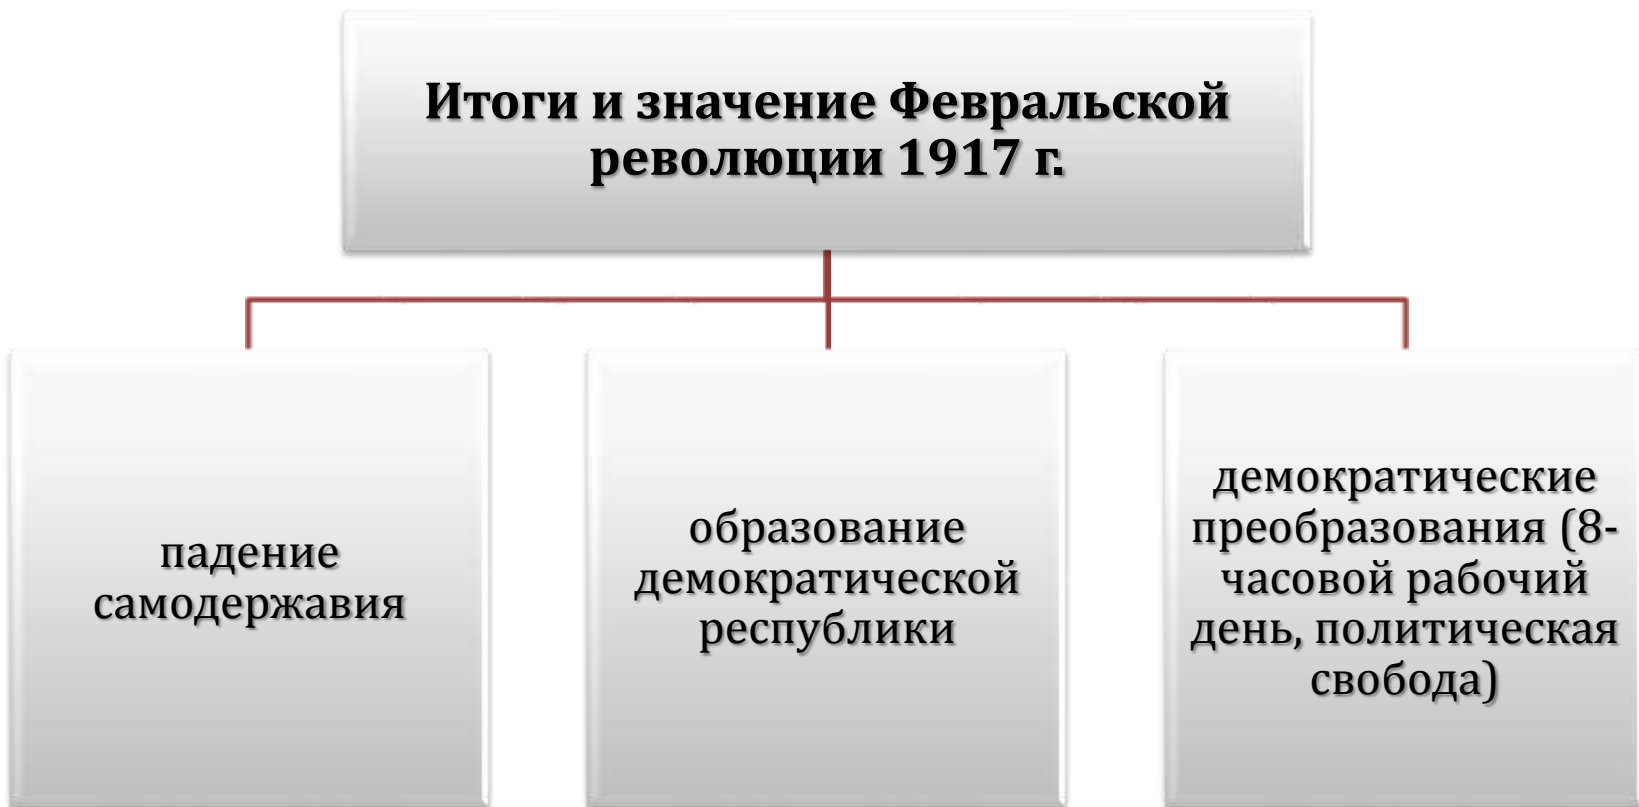 Итоги и значение Февральской
революции 1917 г.
падение
самодержавия
образование
демократической
республики
демократические
преобразования (8-
часовой рабочий
день, политическая
свобода)